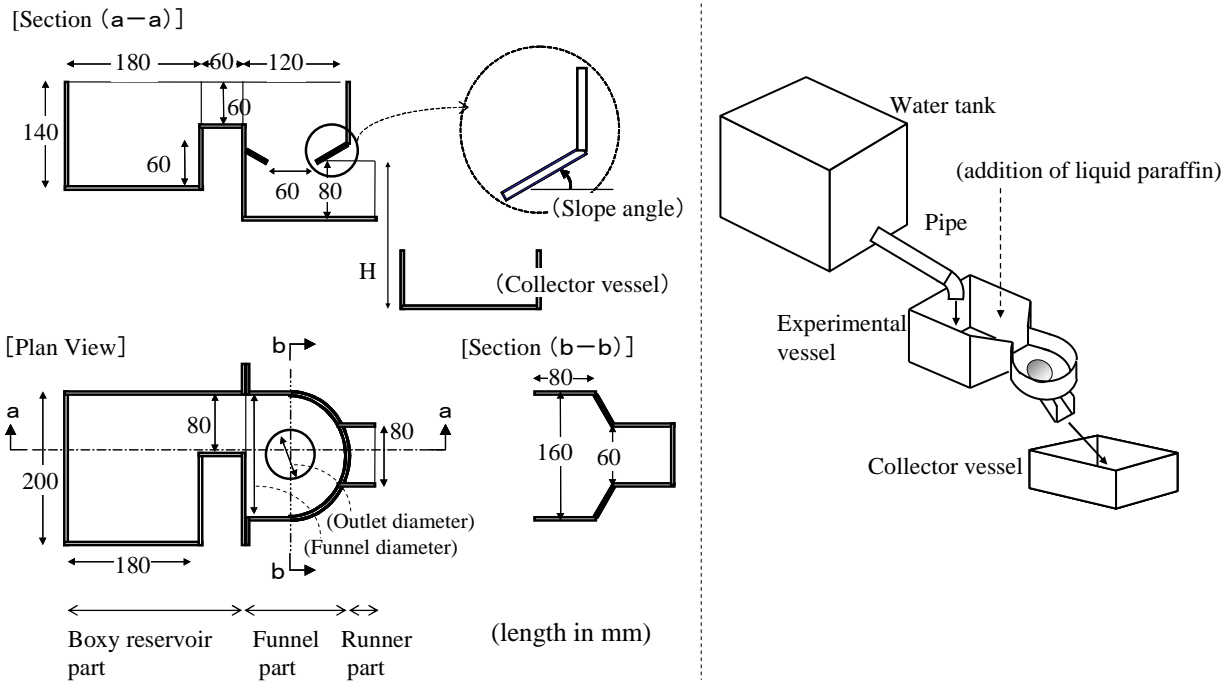 [Section (a－a)]
180
60
120
60
140
60
60
80
(Slope angle)
H
(Collector vessel)
[Plan View]
b
[Section (b－b)]
80
a
80
80
a
160
60
200
(Outlet diameter)
(Funnel diameter)
180
b
Boxy reservoir
part
Funnel
part
Runner
part
(length in mm)
Water tank
(addition of liquid paraffin)
Pipe
Experimental
vessel
Collector vessel